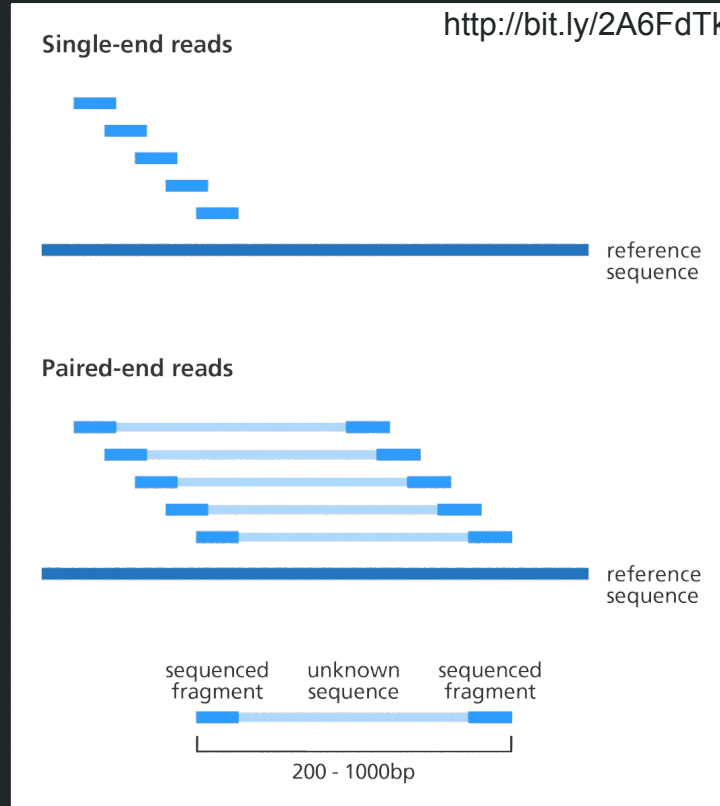 http://bit.ly/2A6FdTk
Single-end reads
reference
sequence
Paired-end reads
reference
sequence
sequenced unknown sequenced
fragment sequence fragment
200 - 1000bp